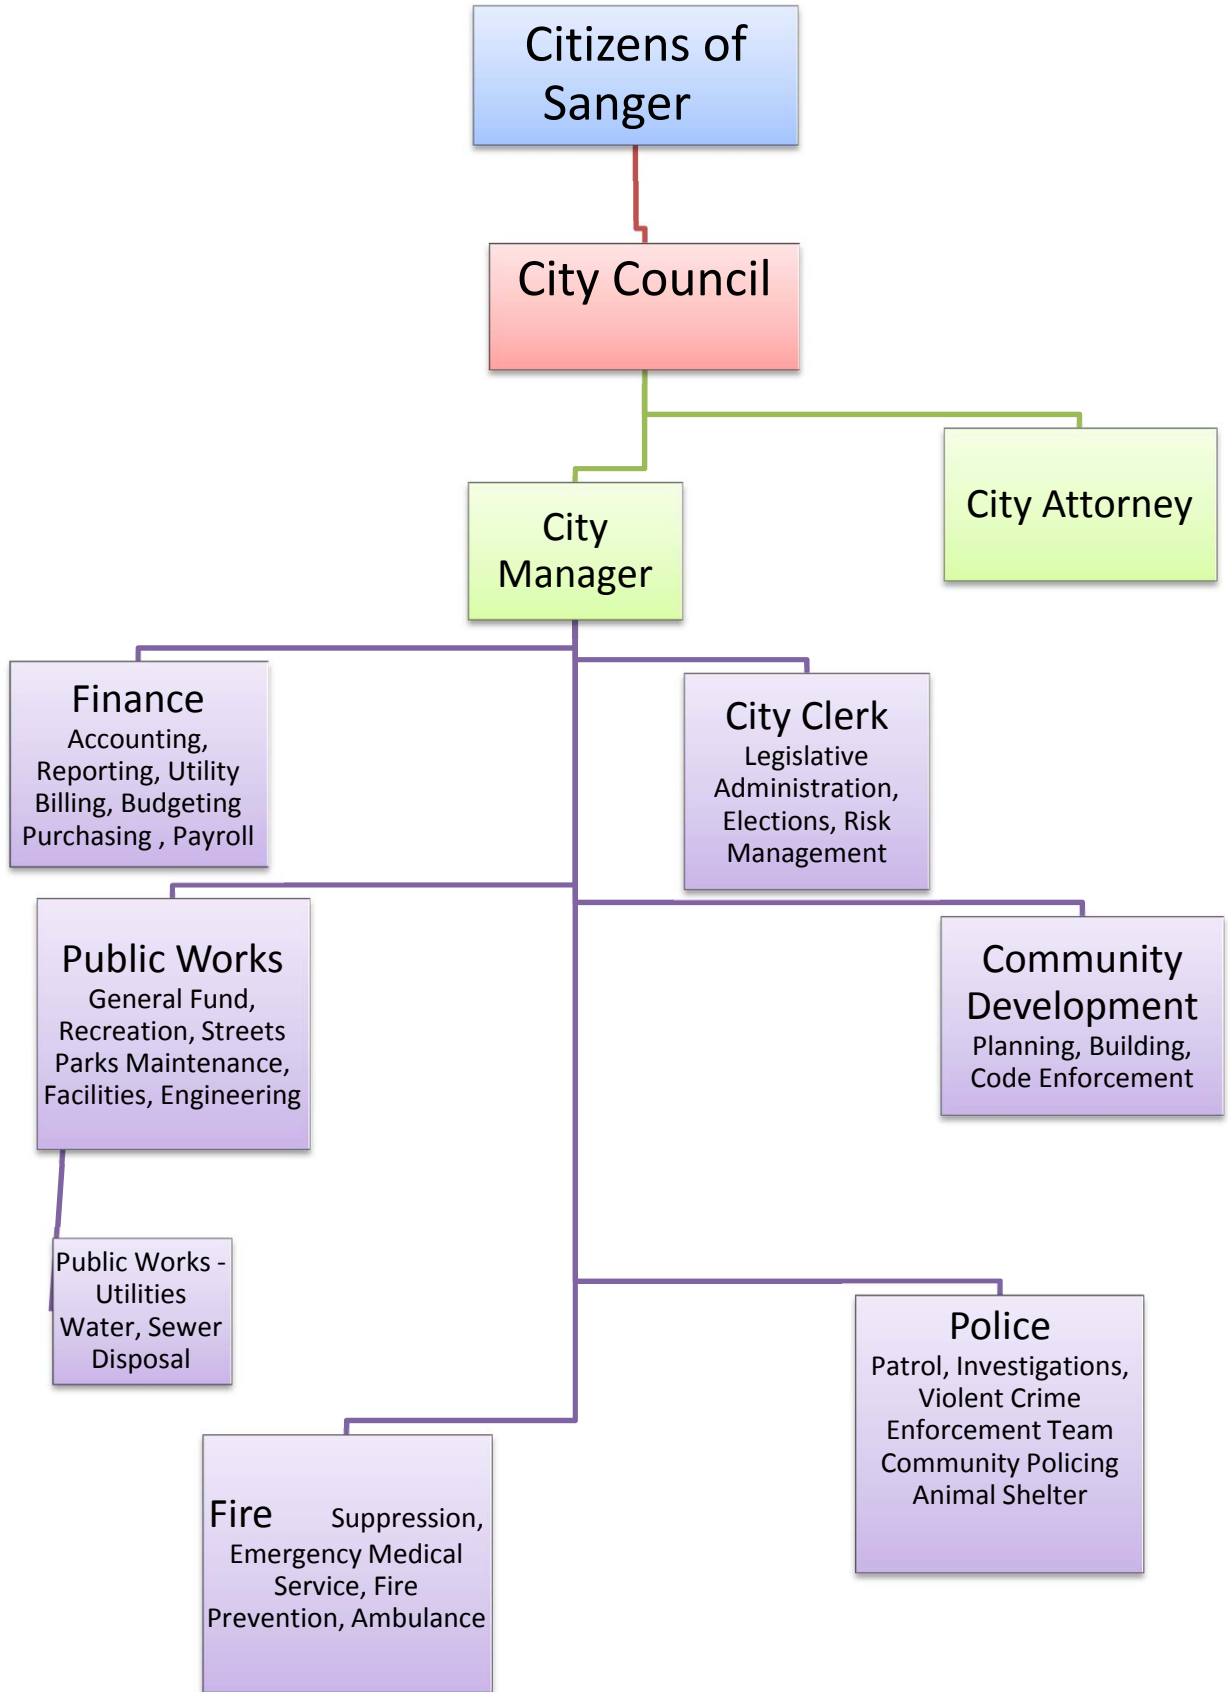 Citizens of
Sanger
City Council
City Attorney
City
Manager
Finance
Accounting,
Reporting, Utility
Billing, Budgeting
Purchasing , Payroll
City Clerk
Legislative
Administration,
Elections, Risk
Management
Public Works
General Fund,
Recreation, Streets
Parks Maintenance,
Facilities, Engineering
Community
Development
Planning, Building,
Code Enforcement
Public Works -
Utilities
Water, Sewer
Disposal
Police
Patrol, Investigations,
Violent Crime
Enforcement Team
Community Policing
Animal Shelter
Fire Suppression,
Emergency Medical
Service, Fire
Prevention, Ambulance